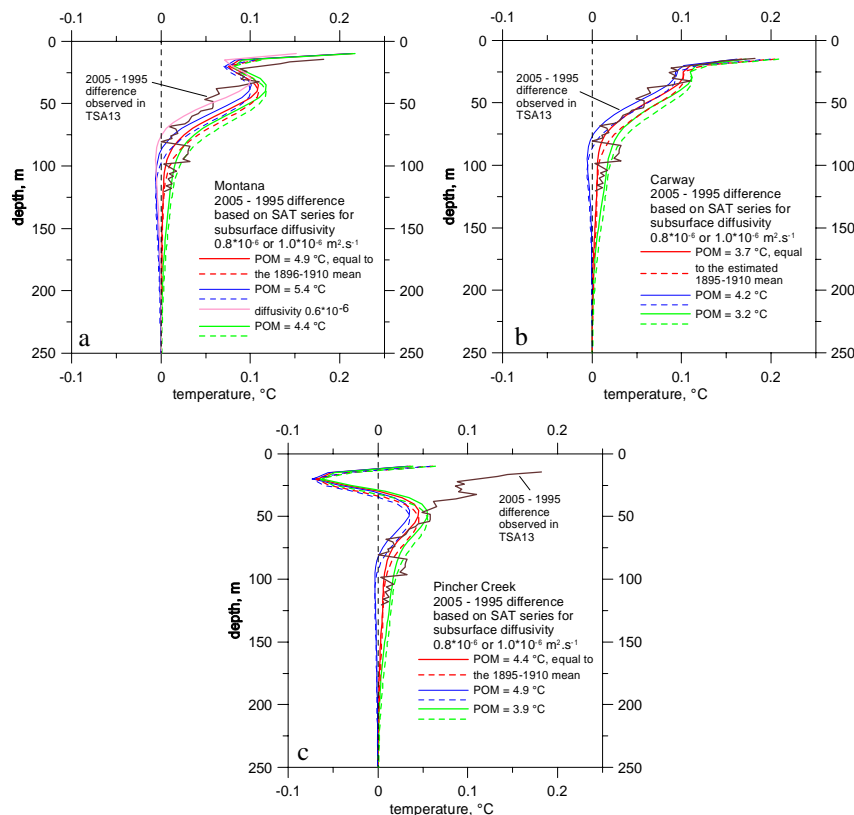 -0.1 0 0.1 0.2
0 0
50 50
100 100
150 150
200 200
250 250
-0.1 0 0.1 0.2
depth, m
temperature, °C
2005 - 1995
difference
observed in
TSA13
Montana
2005 - 1995 difference
based on SAT series for
subsurface diffusivity
0.8*10-6 or 1.0*10-6 m2.s-1
POM = 4.9 °C, equal to
the 1896-1910 mean
POM = 5.4 °C
diffusivity 0.6*10-6
POM = 4.4 °C
a
-0.1 0 0.1 0.2
0 0
50 50
100 100
150 150
200 200
250 250
-0.1 0 0.1 0.2
depth, m
temperature, °C
2005 - 1995
difference
observed in
TSA13
Carway
2005 - 1995 difference
based on SAT series for
subsurface diffusivity
0.8*10-6 or 1.0*10-6 m2.s-1
POM = 3.7 °C, equal
to the estimated
1895-1910 mean
POM = 4.2 °C
POM = 3.2 °C
b
-0.1 0 0.1 0.2
0 0
50 50
100 100
150 150
200 200
250 250
-0.1 0 0.1 0.2
depth, m
temperature, °C
2005 - 1995
difference
observed in
TSA13
Pincher Creek
2005 - 1995 difference
based on SAT series for
subsurface diffusivity
0.8*10-6 or 1.0*10-6 m2.s-1
POM = 4.4 °C, equal to
the 1895-1910 mean
POM = 4.9 °C
POM = 3.9 °C
c